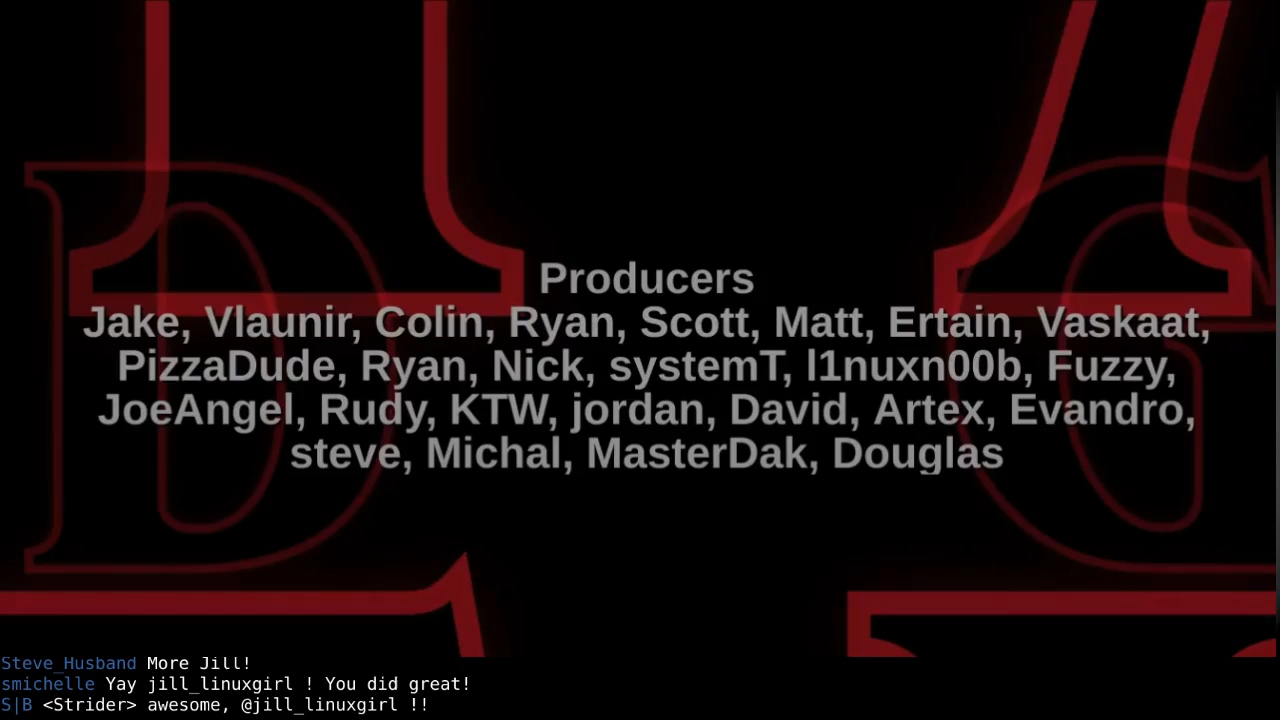 Producers
Jake, Vlaunir, Colin, Ryan, Scott, Matt, Ertain, Vaskaat,
PizzaDude, Ryan, Nick, systemT, l1nuxn00b, Fuzzy,
JoeAngel, Rudy, KTW, jordan, David, Artex, Evandro,
steve, Michal, MasterDak, Douglas
Steve_Husband More Jill!
smichelle Yay jill_linuxgirl ! You did great!
S|B <Strider> awesome, @jill_linuxgirl !!